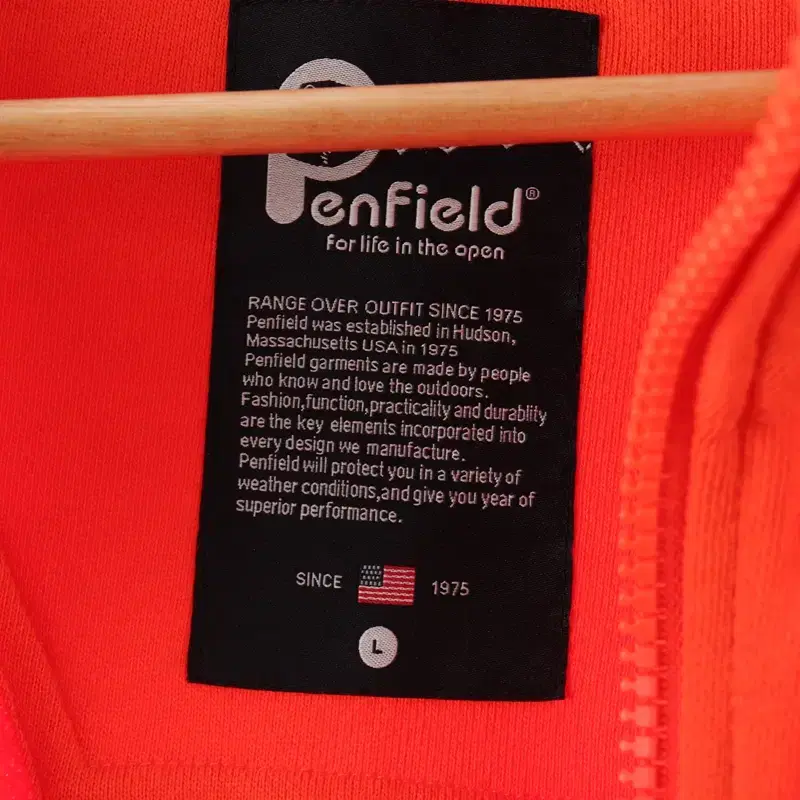 Penfield®
for life in the open
RANGE OVER OUTFIT SINCE 1975
Penfield was established in Hudson,
Massachusetts USA in 1975
Penfield garments are made by people
who know and love the outdoors.
Fashion,function,practicality and durablity
are the key elements incorporated into
every design we manufacture.
Penfield will protect you in a variety of
weather conditions,and give you year of
superior performance.
SINCE 1975
L